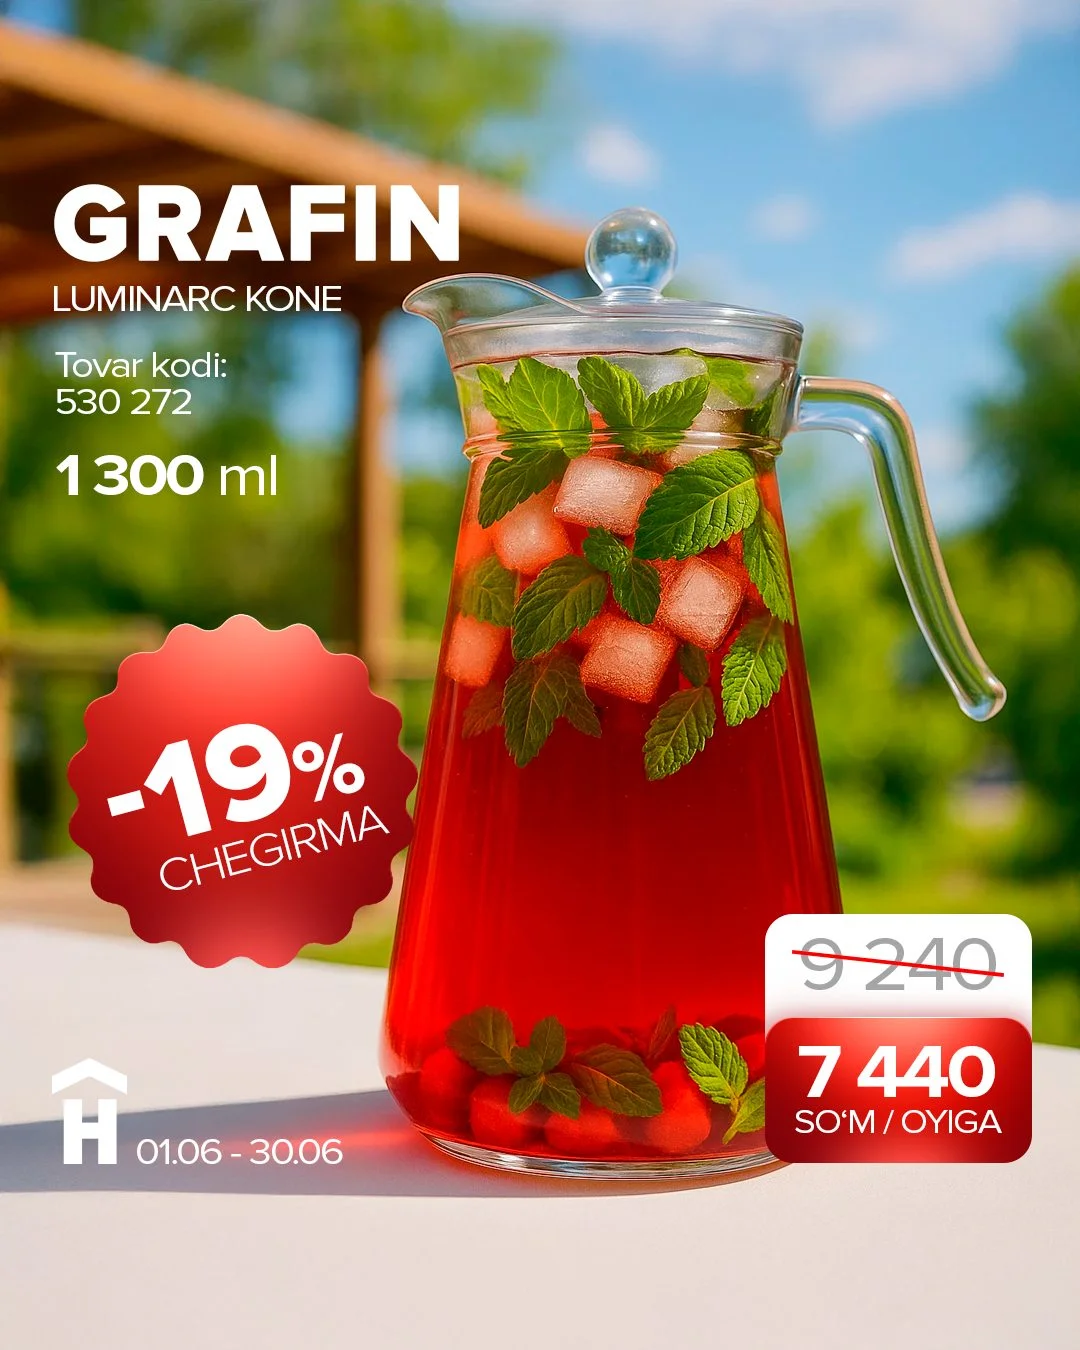 GRAFIN
LUMINARC KONE
Tovar kodi:
530 272
1 300 ml
-19%
CHEGIRMA
9 240
7 440
SO‘M / OYIGA
H
01.06 - 30.06